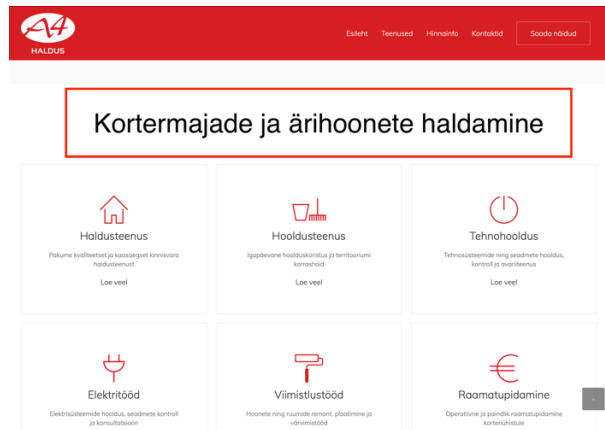 A4
HALDUS
Esileht Teenused Hinnainfo Kontaktid Saada näidud
Kortermajade ja ärihoonete haldamine
Haldusteenus
Pakume kvaliteetset ja kaasaegset kinnisvara
haldusteenust
Loe veel
Hooldusteenus
Igapäevane hoolduskoristus ja territooriumi
korrashoid
Loe veel
Tehnohooldus
Tehnosüsteemide ning seadmete hooldus,
kontroll ja avariiteenus
Loe veel
Elektritööd
Elektrisüsteemide hooldus, seadmete kontroll
ja konsultatsioon
Viimistlustööd
Hoonete ning ruumide remont, plaatimine ja
värvimistööd
Raamatupidamine
Operatiivne ja paindlik raamatupidamine
korteriühistule